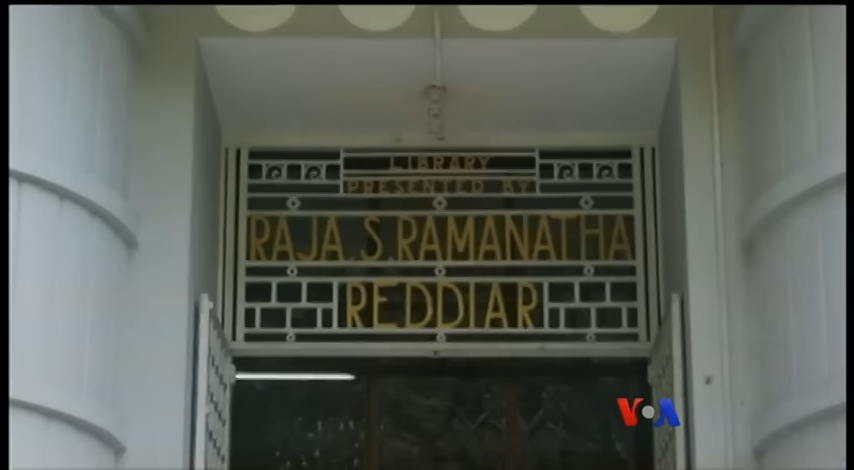 LIBRARY
PRESENTED BY
RAJA.S.RAMANATHA
REDDIAR
VOA